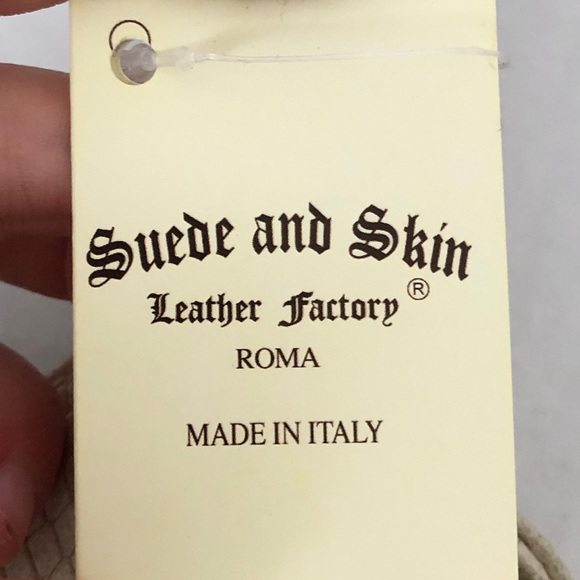 Suede and Skin
Leather Factory®
ROMA
MADE IN ITALY